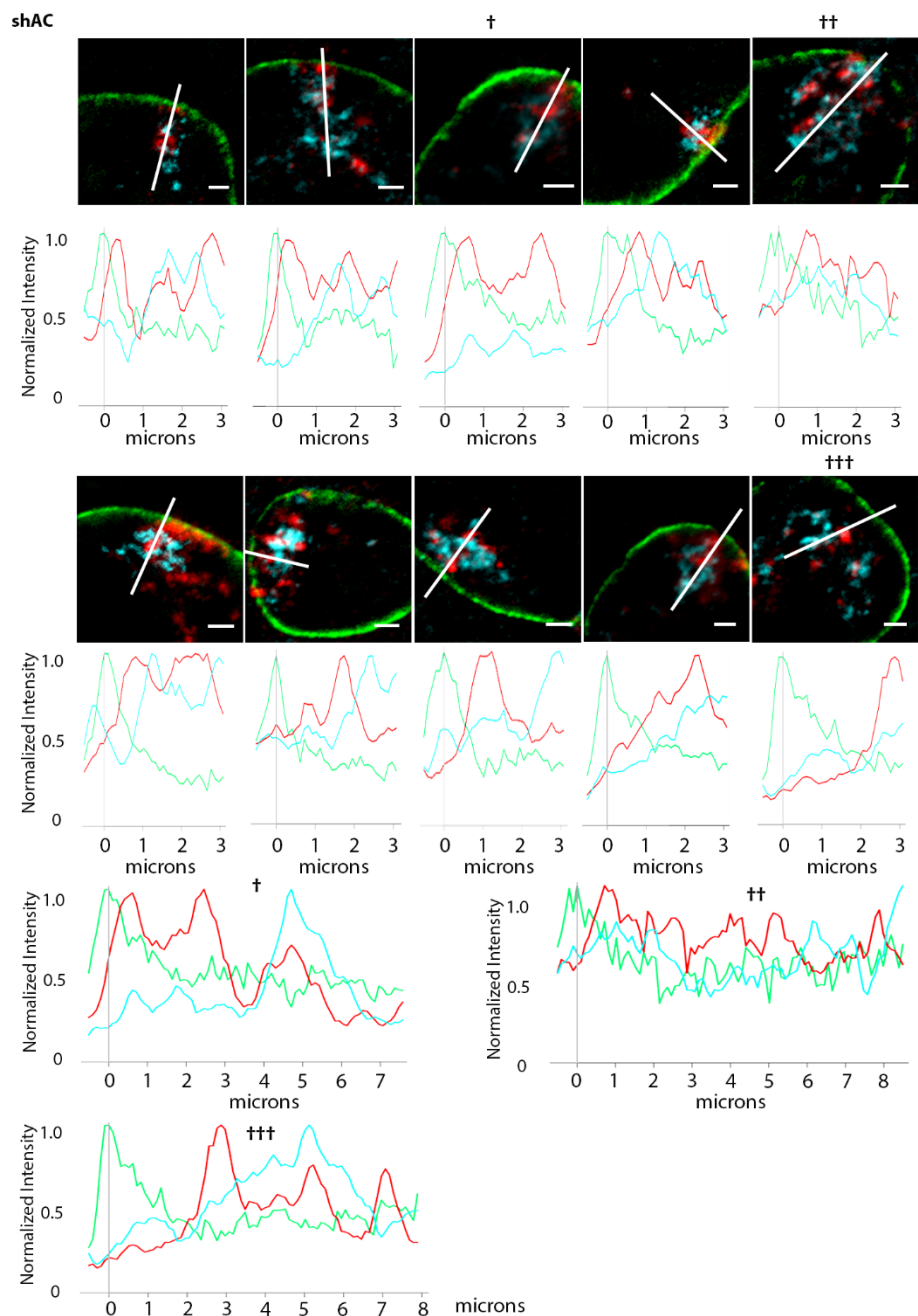 shAC
†
††
Normalized Intensity
1.0
0.5
0
0 1 2 3
microns
0 1 2 3
microns
0 1 2 3
microns
0 1 2 3
microns
0 1 2 3
microns
†††
Normalized Intensity
1.0
0.5
0
0 1 2 3
microns
0 1 2 3
microns
0 1 2 3
microns
0 1 2 3
microns
0 1 2 3
microns
†
Normalized Intensity
1.0
0.5
0
0 1 2 3 4 5 6 7
microns
††
Normalized Intensity
1.0
0.5
0
0 1 2 3 4 5 6 7 8
microns
†††
Normalized Intensity
1.0
0.5
0
0 1 2 3 4 5 6 7 8
microns